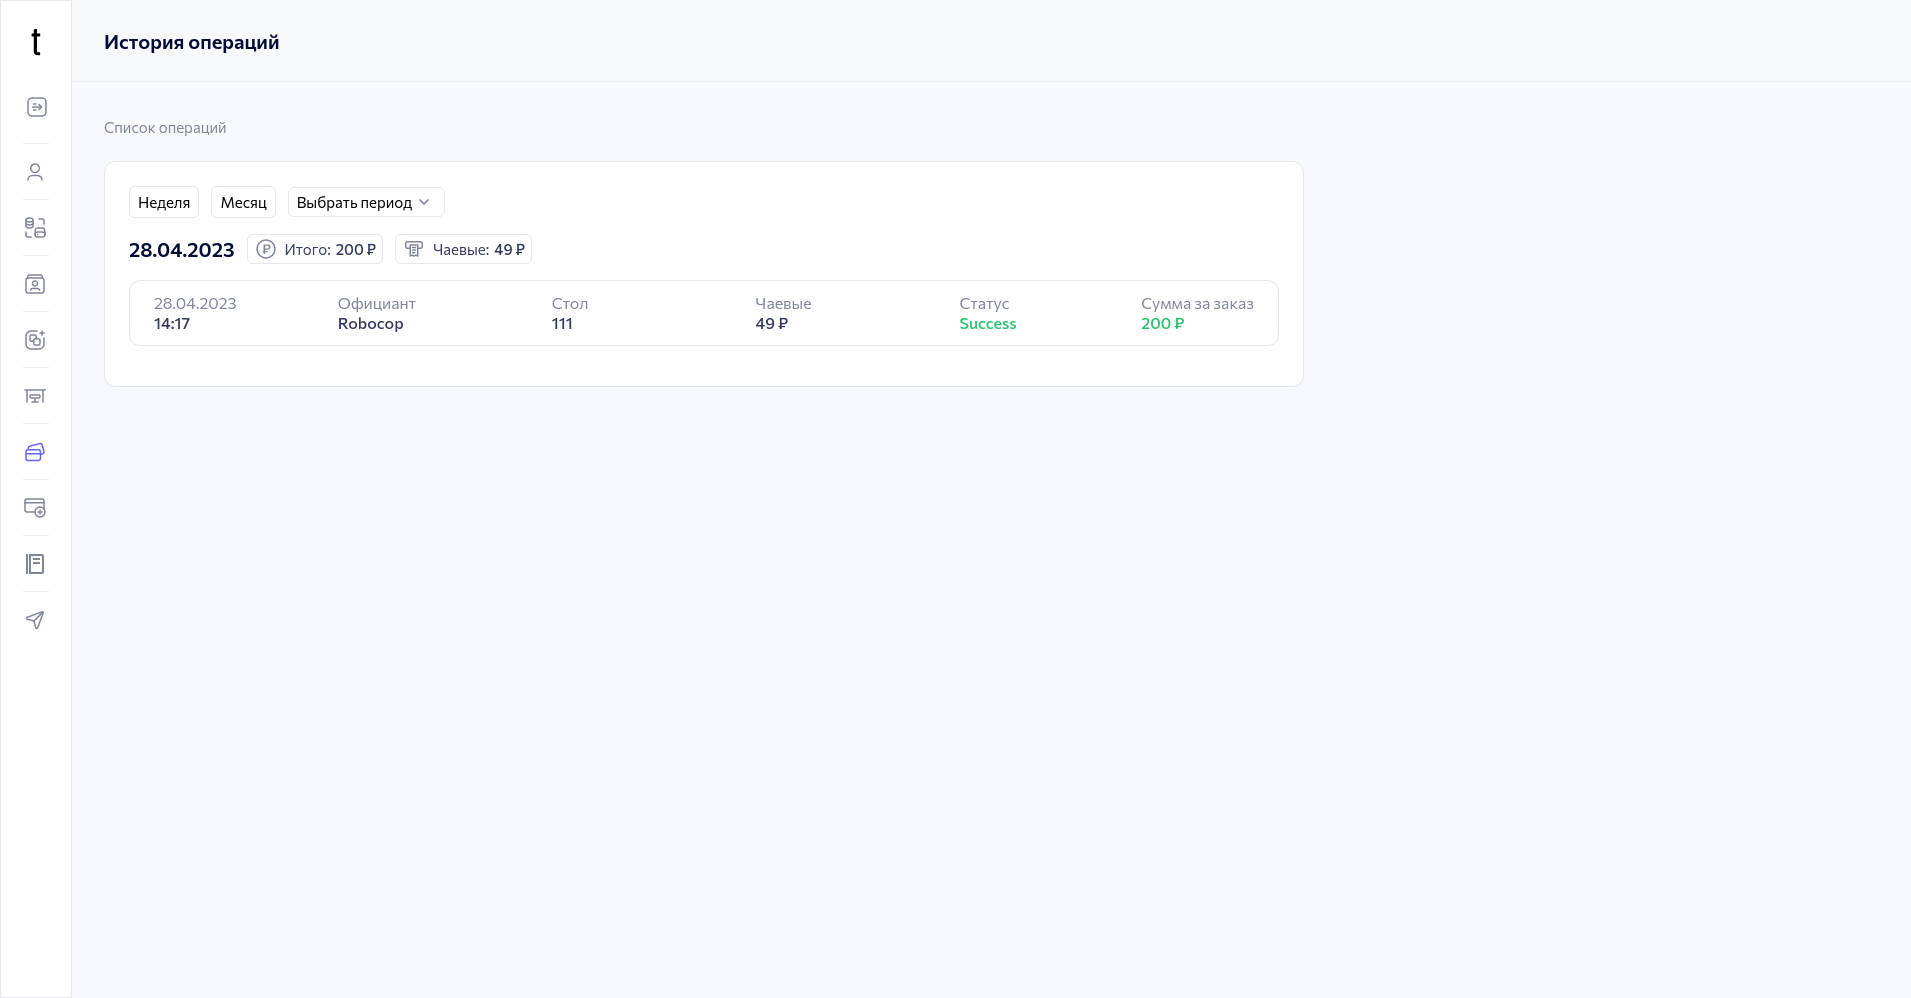 t
История операций
Список операций
Неделя Месяц Выбрать период
28.04.2023 Итого: 200 ₽ Чаевые: 49 ₽
28.04.2023 Официант Стол Чаевые Статус Сумма за заказ
14:17 Robocop 111 49 ₽ Success 200 ₽